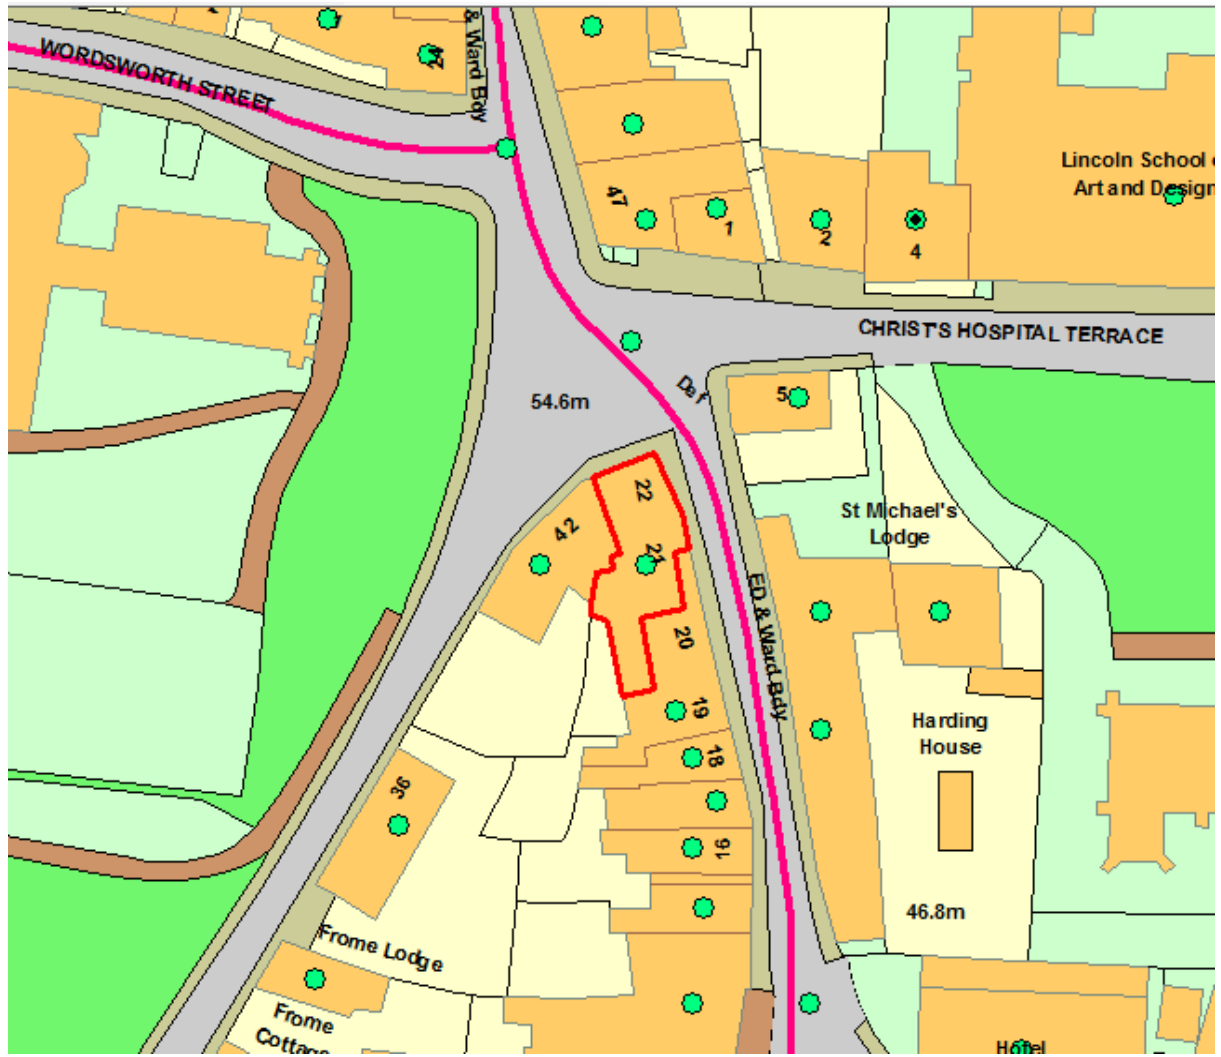 24
& Ward Bdy
WORDSWORTH STREET
Lincoln School
Art and Design
47
1
2
4
CHRIST'S HOSPITAL TERRACE
Def
54.6m
5
22
42
21
St Michael's
Lodge
ED & Ward Bdy
20
19
18
Harding
House
36
16
46.8m
Frome Lodge
Frome
Cottage
Hotel